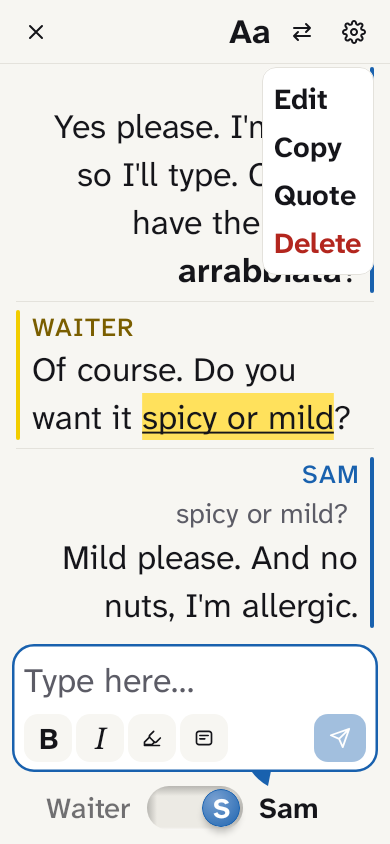 Aa
Edit
Copy
Quote
Delete
Yes please. I'm
so I'll type. C
have the
arrabbiata?
WAITER
Of course. Do you
want it spicy or mild?
SAM
spicy or mild?
Mild please. And no
nuts, I'm allergic.
Type here...
B I
Waiter S Sam